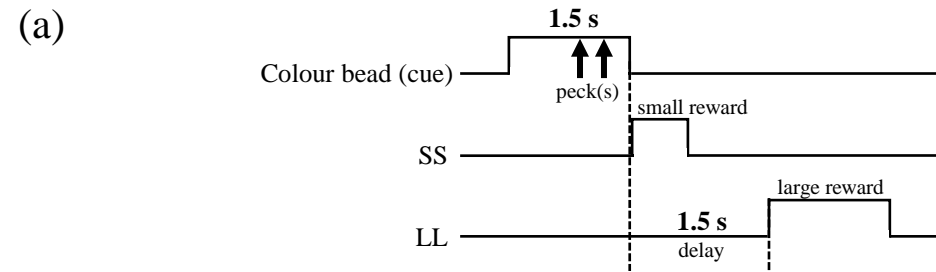 (a)
1.5 s
Colour bead (cue)
peck(s)
small reward
SS
large reward
1.5 s
LL
delay